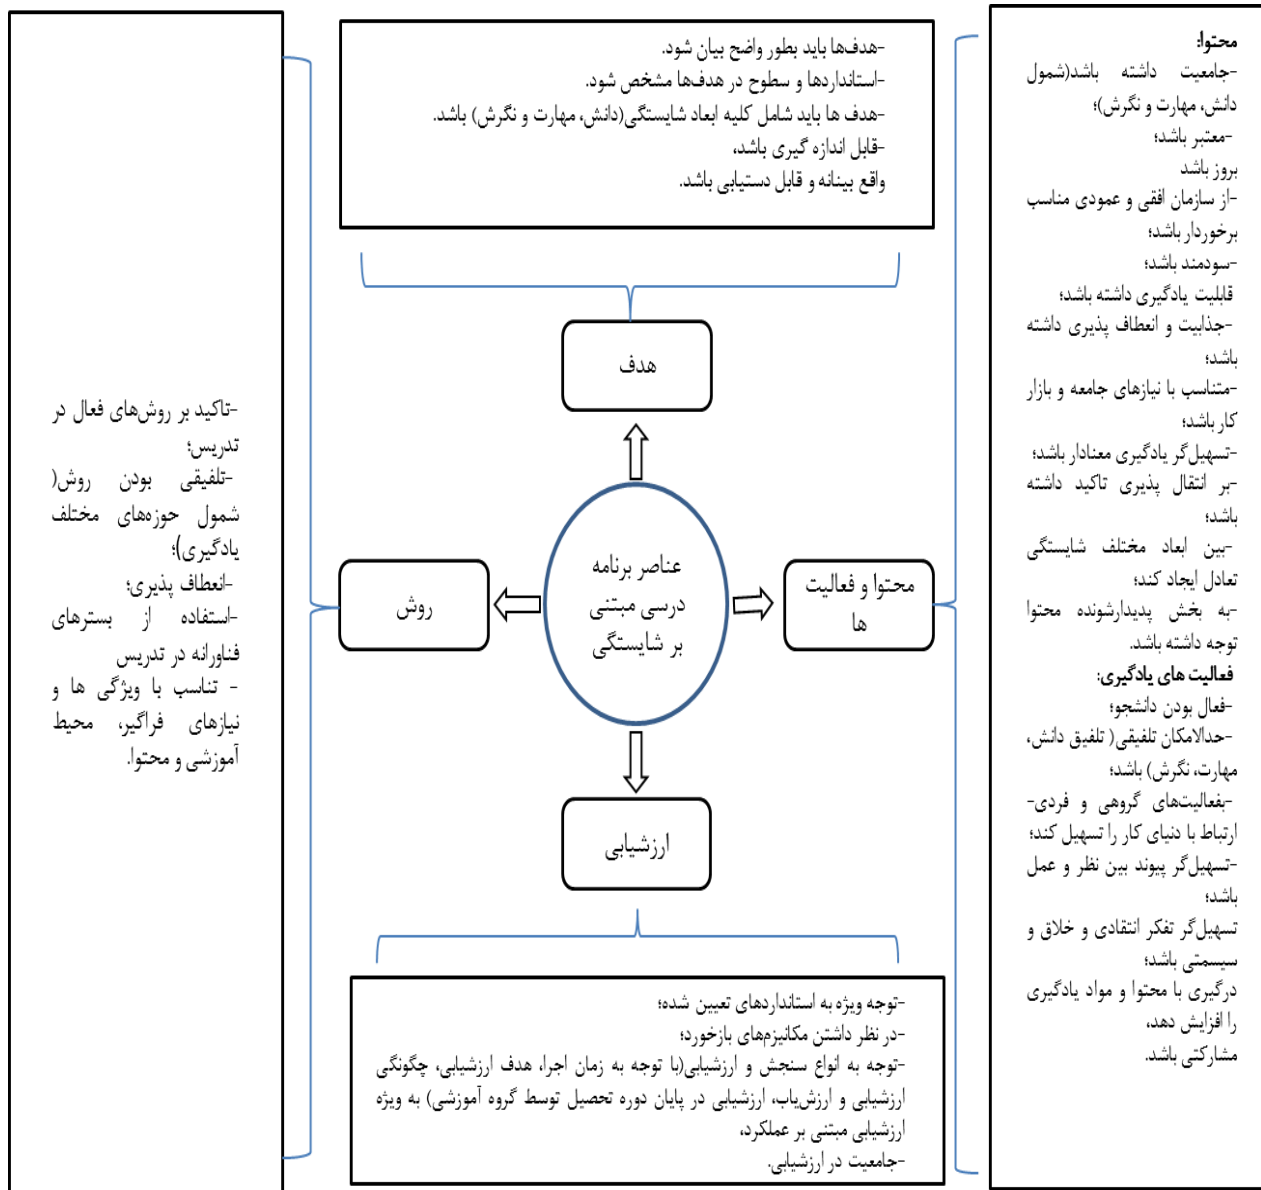 -هدف‌ها باید بطور واضح بیان شود.
-استانداردها و سطوح در هدف‌ها مشخص شود.
-هدف ها باید شامل کلیه ابعاد شایستگی(دانش، مهارت و نگرش) باشد.
-قابل اندازه گیری باشد،
واقع بینانه و قابل دستیابی باشد.
محتوا:
-جامعیت داشته باشد(شمول
دانش، مهارت و نگرش)؛
-معتبر باشد؛
بروز باشد
-از سازمان افقی و عمودی مناسب
برخوردار باشد؛
-سودمند باشد؛
قابلیت یادگیری داشته باشد؛
-جذابیت و انعطاف پذیری داشته
باشد؛
-متناسب با نیازهای جامعه و بازار
کار باشد؛
-تسهیل‌گر یادگیری معنادار باشد؛
-بر انتقال پذیری تاکید داشته
باشد؛
-بین ابعاد مختلف شایستگی
تعادل ایجاد کند؛
-به بخش پدیدارشونده محتوا
توجه داشته باشد.
فعالیت های یادگیری:
-فعال بودن دانشجو؛
-حدالامکان تلفیقی( تلفیق دانش،
مهارت، نگرش) باشد؛
-بفعالیت‌های گروهی و فردی-
ارتباط با دنیای کار را تسهیل کند؛
-تسهیل‌گر پیوند بین نظر و عمل
باشد؛
تسهیل‌گر تفکر انتقادی و خلاق و
سیستمی باشد؛
درگیری با محتوا و مواد یادگیری
را افزایش دهد،
مشارکتی باشد.
هدف
عناصر برنامه
درسی مبتنی
بر شایستگی
محتوا و فعالیت
ها
روش
ارزشیابی
-تاکید بر روش‌های فعال در
تدریس؛
-تلفیقی بودن روش(
شمول حوزه‌های مختلف
یادگیری)؛
-انعطاف پذیری؛
-استفاده از بسترهای
فناورانه در تدریس
- تناسب با ویژگی ها و
نیازهای فراگیر، محیط
آموزشی و محتوا.
-توجه ویژه به استانداردهای تعیین شده؛
-در نظر داشتن مکانیزم‌های بازخورد؛
-توجه به انواع سنجش و ارزشیابی(با توجه به زمان اجرا، هدف ارزشیابی، چگونگی
ارزشیابی و ارزش‌یاب، ارزشیابی در پایان دوره تحصیل توسط گروه آموزشی) به ویژه
ارزشیابی مبتنی بر عملکرد،
-جامعیت در ارزشیابی.